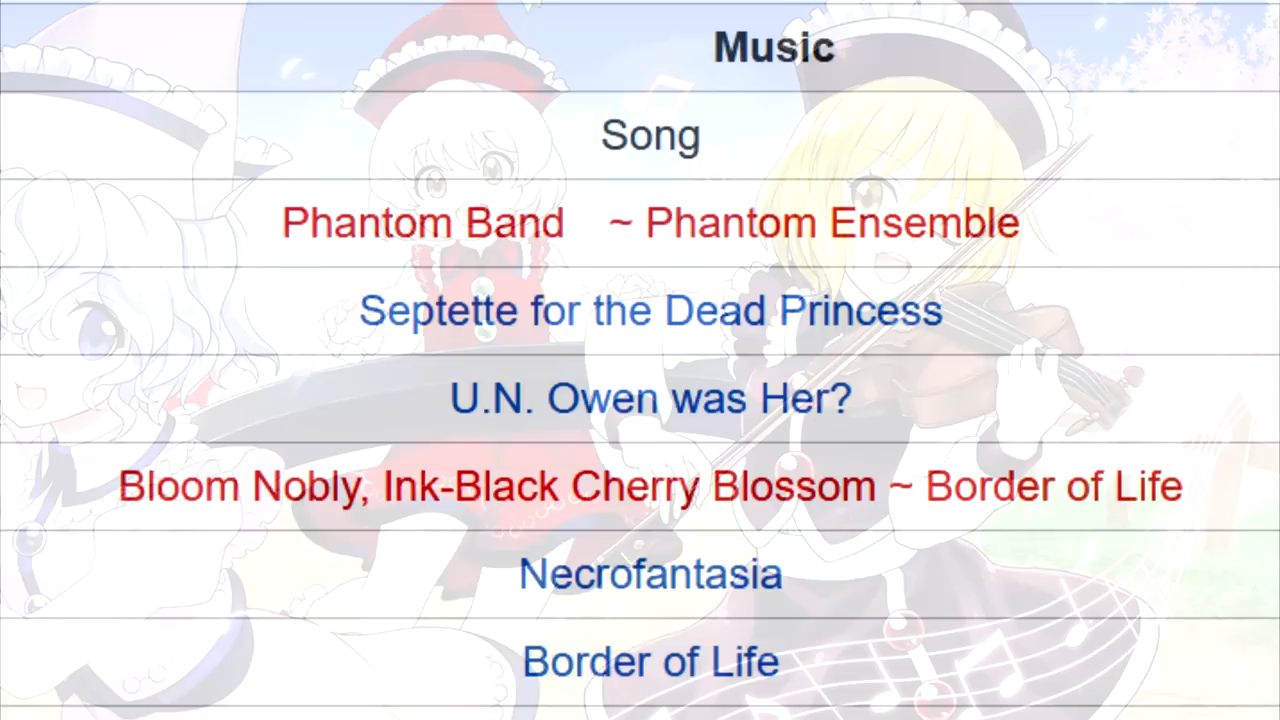 Music
Song
Phantom Band　~ Phantom Ensemble
Septette for the Dead Princess
U.N. Owen was Her?
Bloom Nobly, Ink-Black Cherry Blossom ~ Border of Life
Necrofantasia
Border of Life